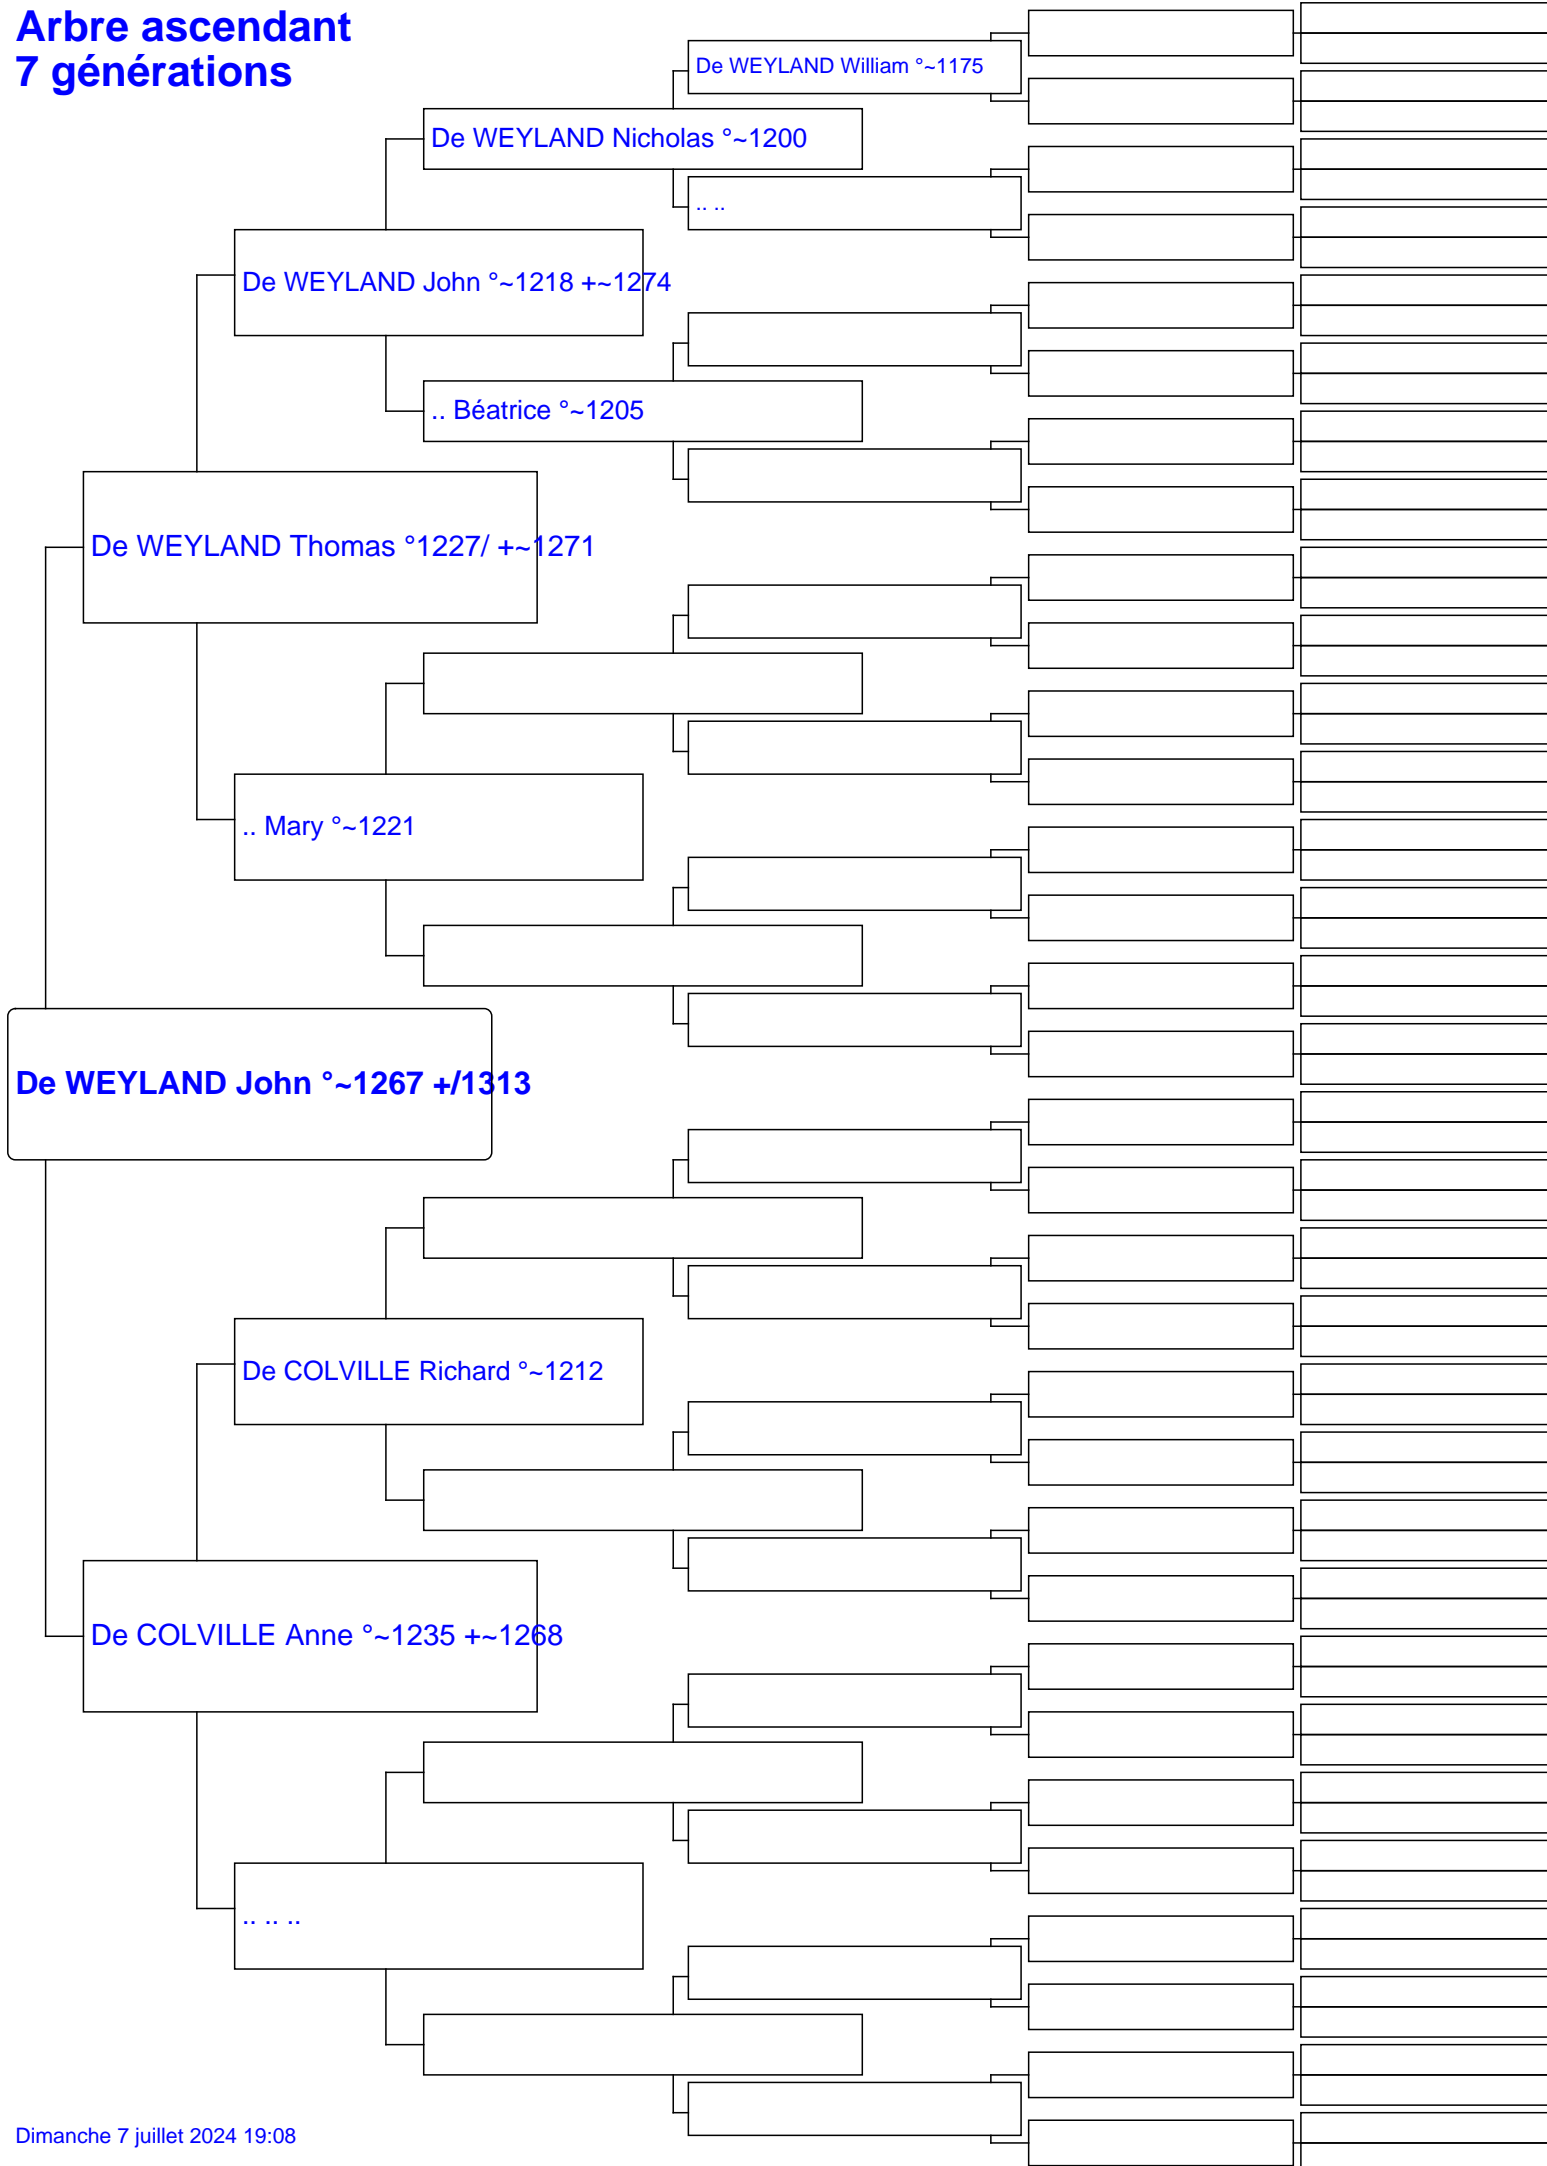 Arbre ascendant
7 générations
De WEYLAND William °~1175
De WEYLAND Nicholas °~1200
.. ..
De WEYLAND John °~1218 +~1274
.. Béatrice °~1205
De WEYLAND Thomas °1227/ +~1271
.. Mary °~1221
De WEYLAND John °~1267 +/1313
De COLVILLE Richard °~1212
De COLVILLE Anne °~1235 +~1268
.. .. ..
Dimanche 7 juillet 2024 19:08